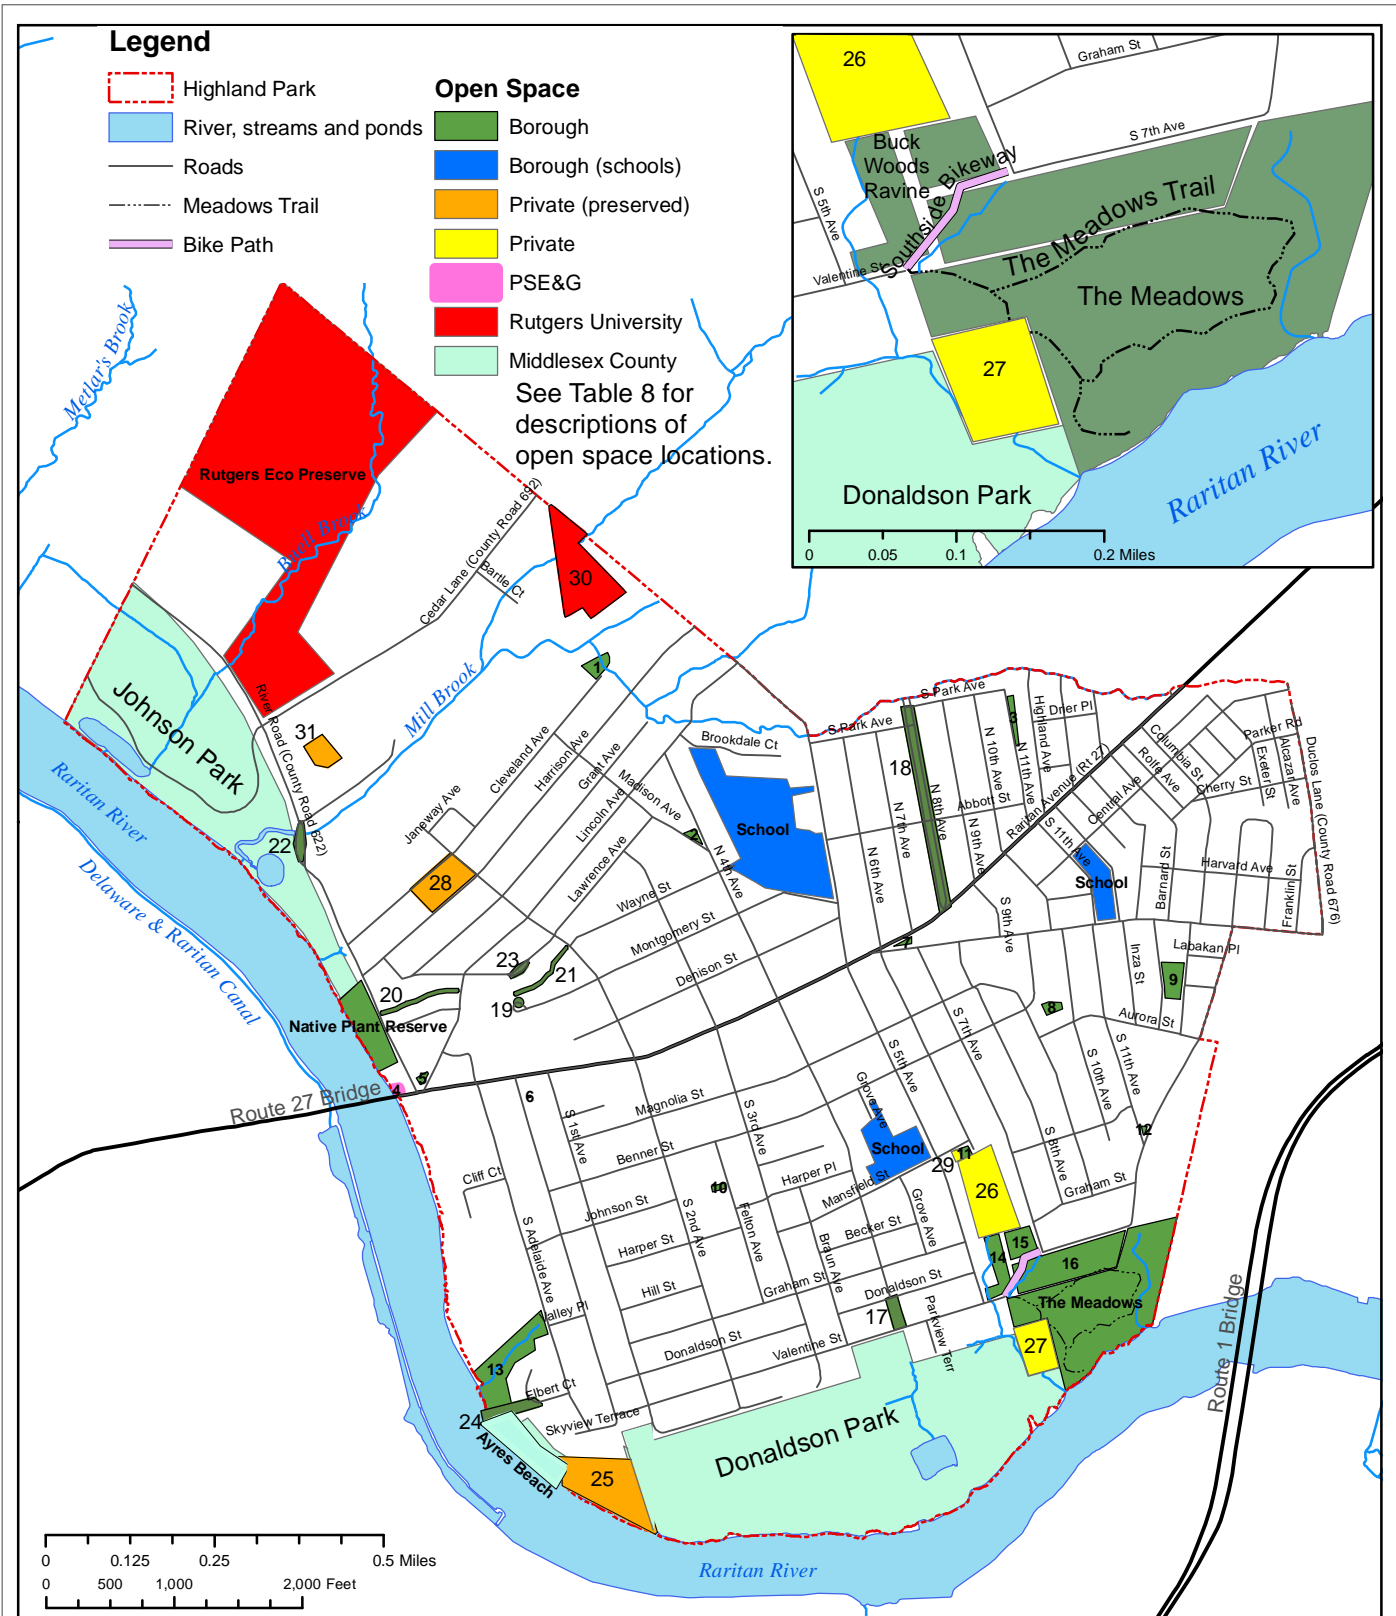 Legend
Highland Park
River, streams and ponds
Roads
Meadows Trail
Bike Path
Open Space
Borough
Borough (schools)
Private (preserved)
Private
PSE&G
Rutgers University
Middlesex County
See Table 8 for
descriptions of
open space locations.
26
Graham St
S 7th Ave
Buck
Woods
Ravine
Southside Bikeway
S 5th Ave
Valentine St
The Meadows Trail
The Meadows
27
Donaldson Park
Raritan River
0 0.05 0.1 0.2 Miles
Metlar's Brook
Rutgers Eco Preserve
Buell Brook
Cedar Lane (County Road 692)
Bartle Ct
30
Mill Brook
1
Johnson Park
River Road (County Road 622)
31
Raritan River
Delaware & Raritan Canal
22
Janeway Ave
Cleveland Ave
Harrison Ave
Grant Ave
Lincoln Ave
Madison Ave
Lawrence Ave
2
28
Brookdale Ct
School
N 4th Ave
Wayne St
Montgomery St
Denison St
S Park Ave
S Park Ave
18
3
N 6th Ave
N 7th Ave
N 8th Ave
N 9th Ave
N 10th Ave
N 11th Ave
Highland Ave
Drier Pl
Abbott St
Raritan Avenue (Rt 27)
Central Ave
Rolfe Ave
Columbia St
Cherry St
Parker Rd
Exeter St
Alcazar Ave
Duclos Lane (County Road 676)
S 11th Ave
School
Barnard St
Harvard Ave
Franklin St
S 9th Ave
7
Inza St
Labakan Pl
9
8
Aurora St
23
21
20
19
Native Plant Reserve
4
5
6
Route 27 Bridge
S 1st Ave
Magnolia St
Benner St
Cliff Ct
Johnson St
S Adelaide Ave
Harper St
Hill St
S 2nd Ave
10
S 3rd Ave
Felton Ave
Harper Pl
Mansfield St
Braun Ave
Becker St
Grove Ave
Grove Ave
School
S 5th Ave
S 7th Ave
S 8th Ave
S 10th Ave
S 11th Ave
12
29
11
26
Graham St
Graham St
14
15
16
The Meadows
Donaldson St
17
Parkview Terr
27
Valley Pl
13
Elbert Ct
24
Skyview Terrace
Donaldson St
Valentine St
Ayres Beach
25
Donaldson Park
Route 1 Bridge
Raritan River
0 0.125 0.25 0.5 Miles
0 500 1,000 2,000 Feet